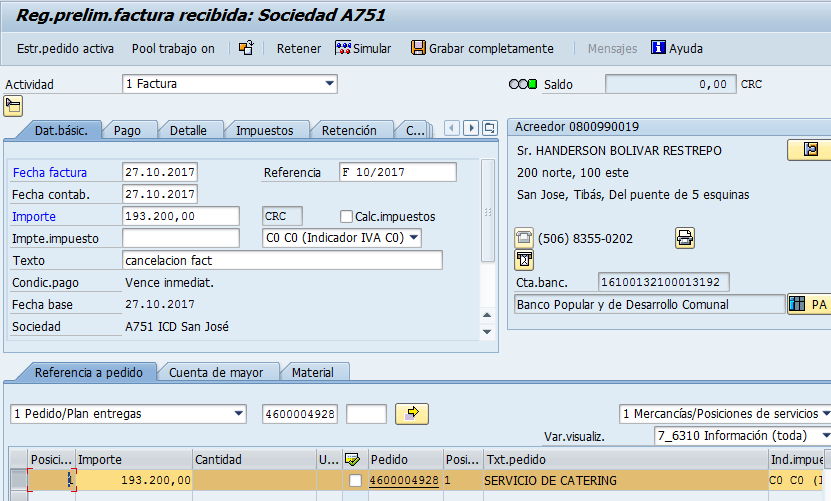 Reg.prelim.factura recibida: Sociedad A751
Estr.pedido activa Pool trabajo on Retener Simular Grabar completamente Mensajes Ayuda
Actividad 1 Factura Saldo 0,00 CRC
Dat.básic. Pago Detalle Impuestos Retención C...
Fecha factura 27.10.2017 Referencia F 10/2017
Fecha contab. 27.10.2017
Importe 193.200,00 CRC Calc.impuestos
Impte.impuesto C0 C0 (Indicador IVA C0)
Texto cancelacion fact
Condic.pago Vence inmediat.
Fecha base 27.10.2017
Sociedad A751 ICD San José
Acreedor 0800990019
Sr. HANDERSON BOLIVAR RESTREPO
200 norte, 100 este
San Jose, Tibás, Del puente de 5 esquinas
(506) 8355-0202
Cta.banc. 16100132100013192
Banco Popular y de Desarrollo Comunal PA
Referencia a pedido Cuenta de mayor Material
1 Pedido/Plan entregas 4600004928 1 Mercancías/Posiciones de servicios
Var.visualiz. 7_6310 Información (toda)
Posici... Importe Cantidad U... Pedido Posi... Txt.pedido Ind.impue
1 193.200,00 4600004928 1 SERVICIO DE CATERING C0 C0 (I